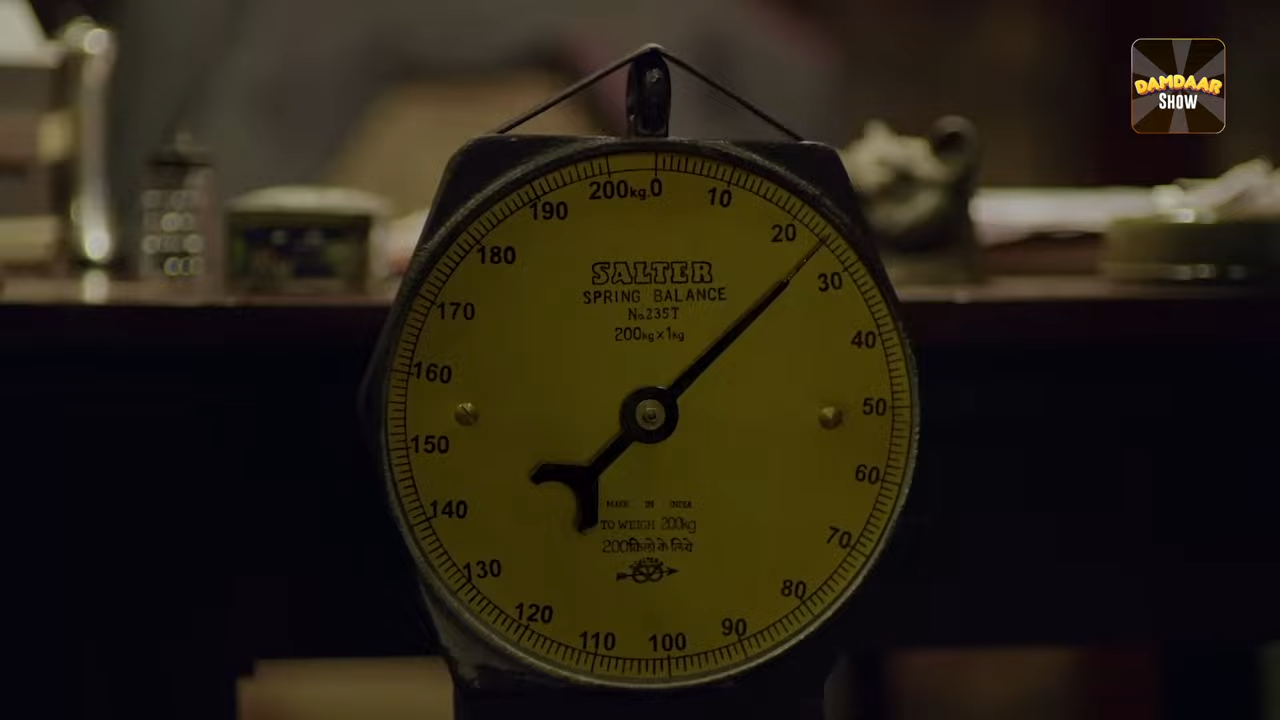 DAMDAAR
SHOW
200kg.0
10
20
30
40
50
60
70
80
90
100
110
120
130
140
150
160
170
180
190
SALTER
SPRING BALANCE
No.235T
200kg×1kg
MADE IN INDIA
TO WEIGH 200kg
200किलो के लिये
SALTER